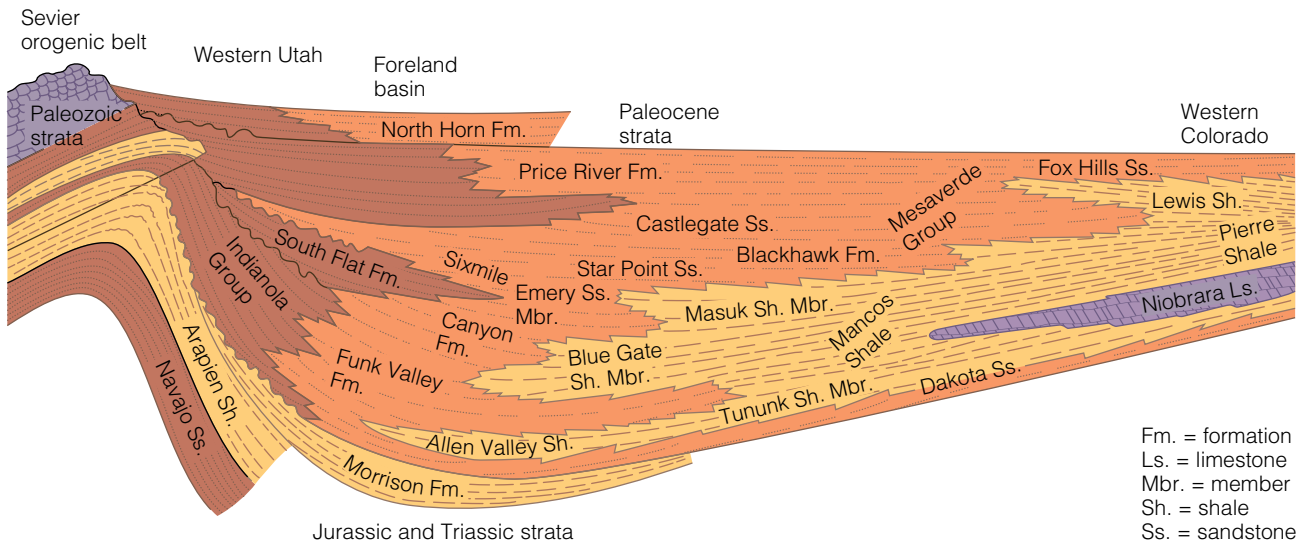 Sevier
orogenic belt
Western Utah
Foreland
basin
Paleocene
strata
Western
Colorado
Paleozoic
strata
North Horn Fm.
Price River Fm.
Fox Hills Ss.
Lewis Sh.
Mesaverde
Group
Castlegate Ss.
Pierre
Shale
Blackhawk Fm.
Star Point Ss.
Indianola
Group
South Flat Fm.
Sixmile
Canyon
Fm.
Emery Ss.
Mbr.
Masuk Sh. Mbr.
Mancos
Shale
Niobrara Ls.
Blue Gate
Sh. Mbr.
Funk Valley
Fm.
Arapien Sh.
Navajo Ss.
Tununk Sh. Mbr.
Dakota Ss.
Allen Valley Sh.
Morrison Fm.
Jurassic and Triassic strata
Fm. = formation
Ls. = limestone
Mbr. = member
Sh. = shale
Ss. = sandstone